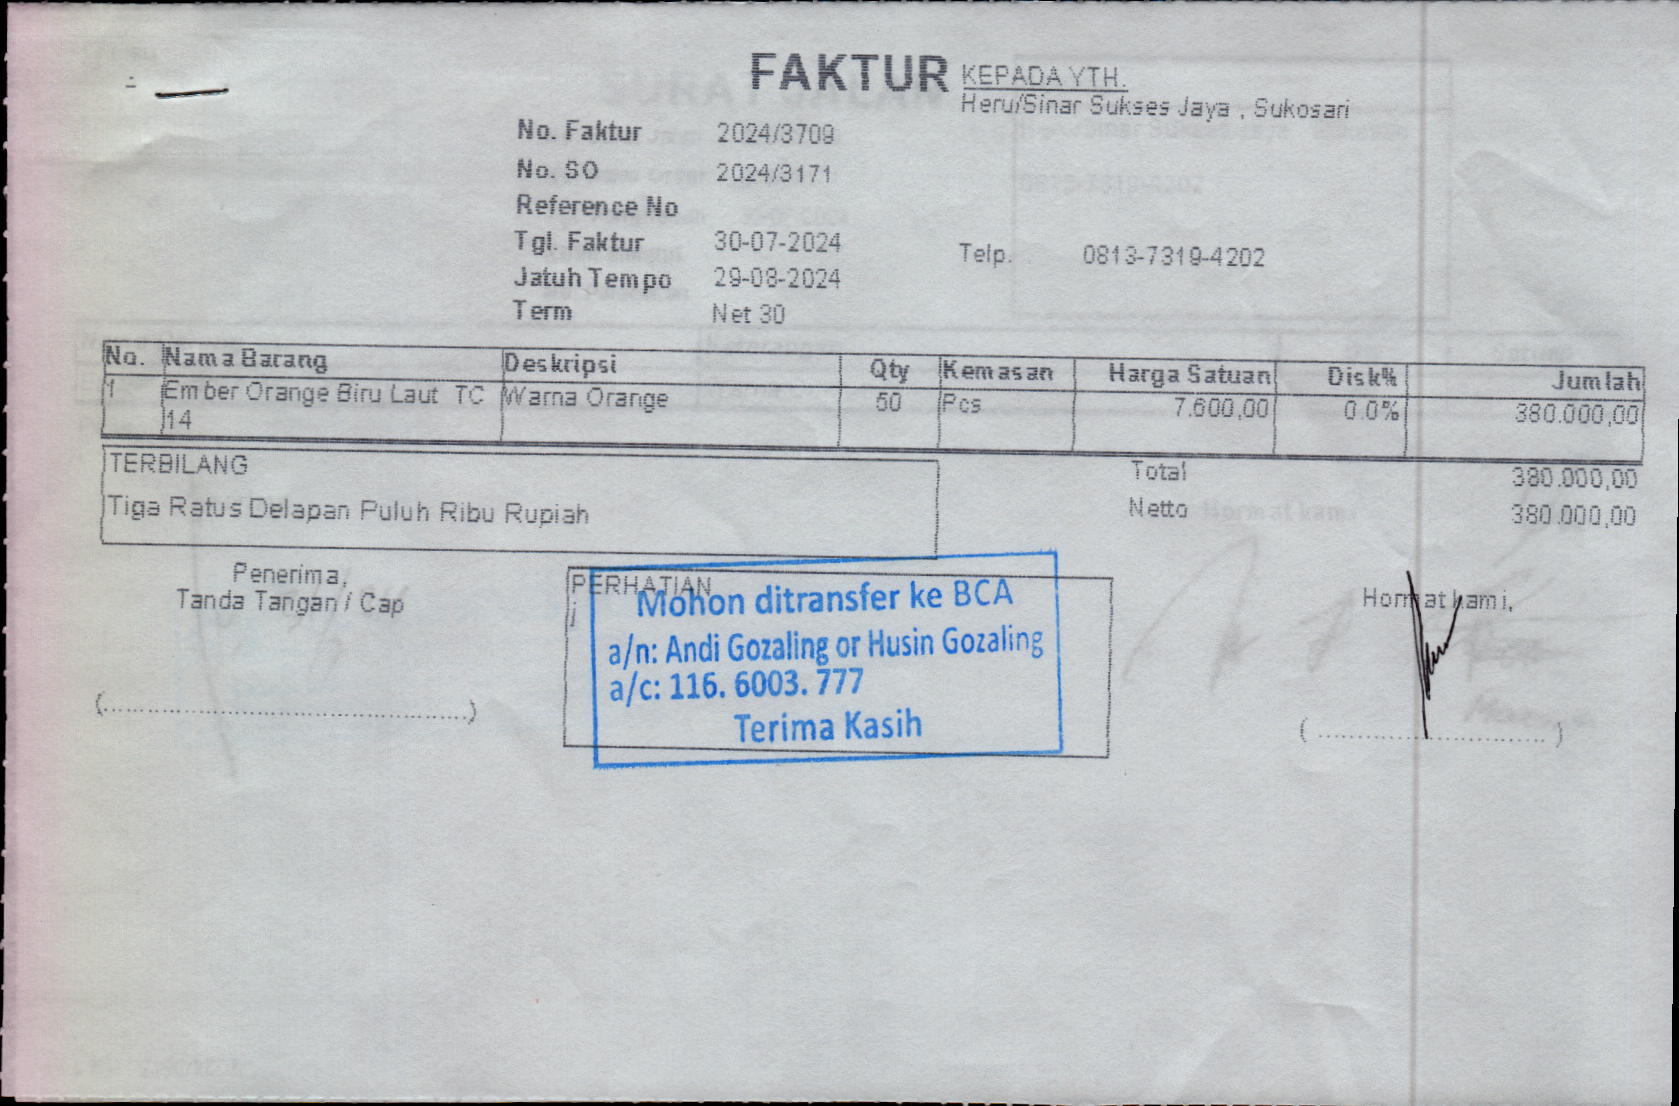 FAKTUR
KEPADA YTH.
Heru/Sinar Sukses Jaya , Sukosari
No. Faktur 2024/3709
No. SO 2024/3171
Reference No
Tgl. Faktur 30-07-2024
Telp. 0813-7319-4202
Jatuh Tempo 29-08-2024
Term Net 30
No. Nama Barang Deskripsi Qty Kemasan Harga Satuan Disk% Jumlah
1 Ember Orange Biru Laut TC Warna Orange 50 Pcs 7.600,00 0.0% 380.000,00
14
TERBILANG
Total 380.000,00
Tiga Ratus Delapan Puluh Ribu Rupiah
Netto 380.000,00
Penerima,
Tanda Tangan / Cap
PERHATIAN
j
Mohon ditransfer ke BCA
a/n: Andi Gozaling or Husin Gozaling
a/c: 116. 6003. 777
Terima Kasih
Hormat kami,
(....................................................)
(....................................)